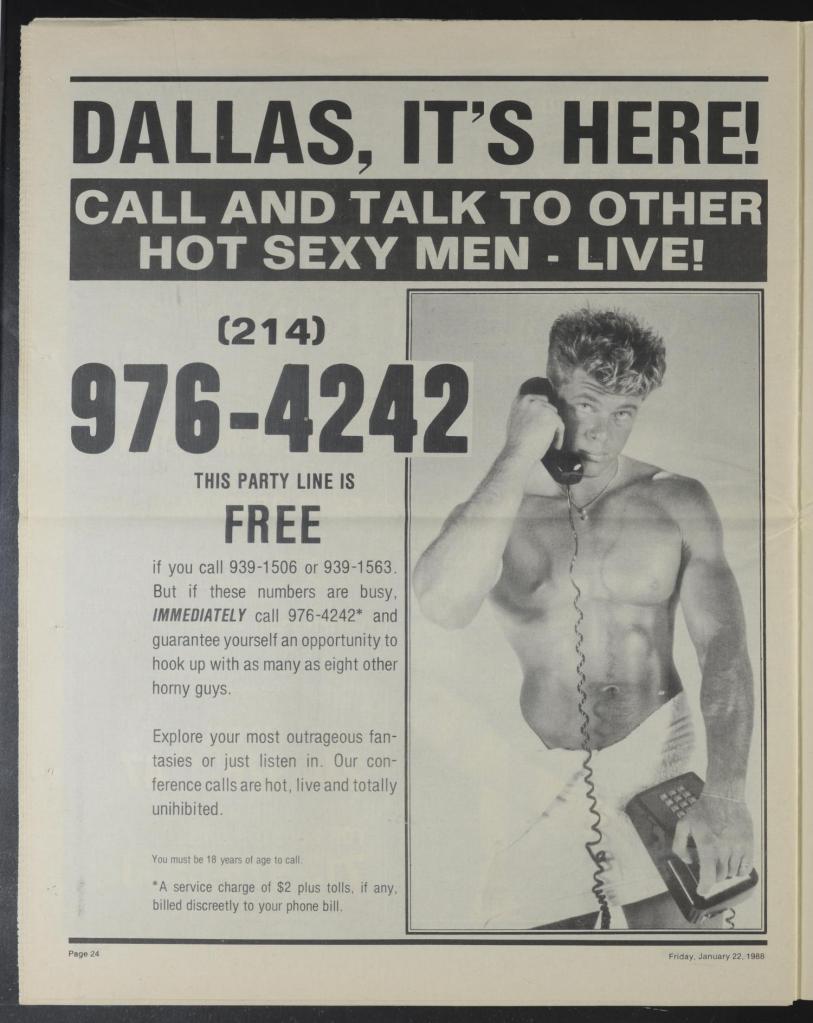 DALLAS, IT'S HERE!
CALL AND TALK TO OTHER
HOT SEXY MEN - LIVE!
(214)
976-4242
THIS PARTY LINE IS
FREE
if you call 939-1506 or 939-1563.
But if these numbers are busy,
IMMEDIATELY call 976-4242* and
guarantee yourself an opportunity to
hook up with as many as eight other
horny guys.
Explore your most outrageous fan-
tasies or just listen in. Our con-
ference calls are hot, live and totally
unihibited.
You must be 18 years of age to call.
*A service charge of $2 plus tolls, if any,
billed discreetly to your phone bill.
Page 24
Friday, January 22, 1988